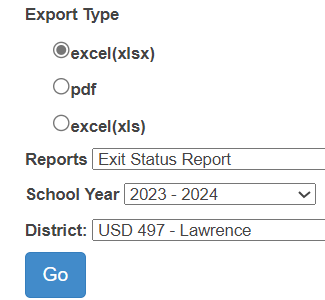 Export Type
excel(xlsx)
pdf
excel(xls)
Reports Exit Status Report
School Year 2023 - 2024
District: USD 497 - Lawrence
Go